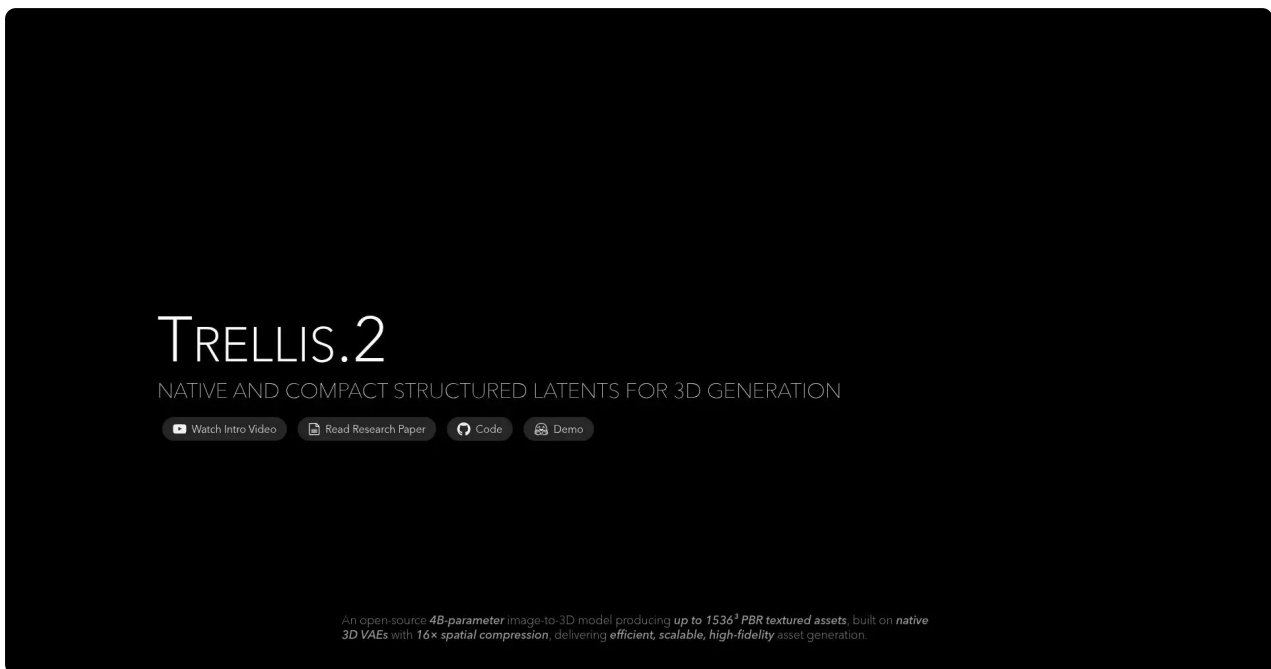 TRELLIS.2
NATIVE AND COMPACT STRUCTURED LATENTS FOR 3D GENERATION
Watch Intro Video Read Research Paper Code Demo
An open-source 4B-parameter image-to-3D model producing up to 1536³ PBR textured assets, built on native
3D VAEs with 16× spatial compression, delivering efficient, scalable, high-fidelity asset generation.